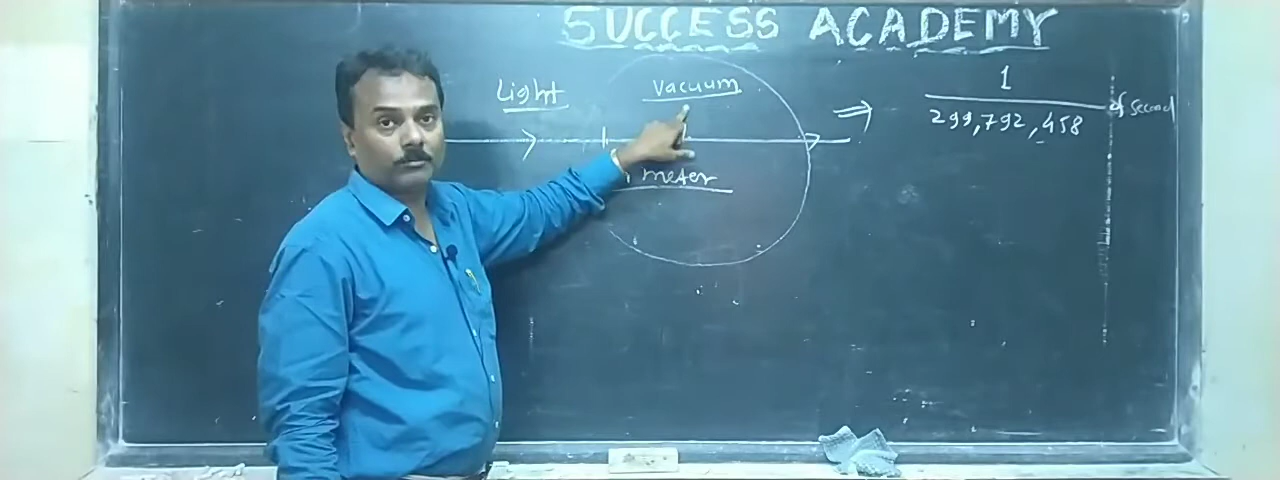 SUCCESS ACADEMY
Light
Vacuum
meter
1
299,792,458
of second